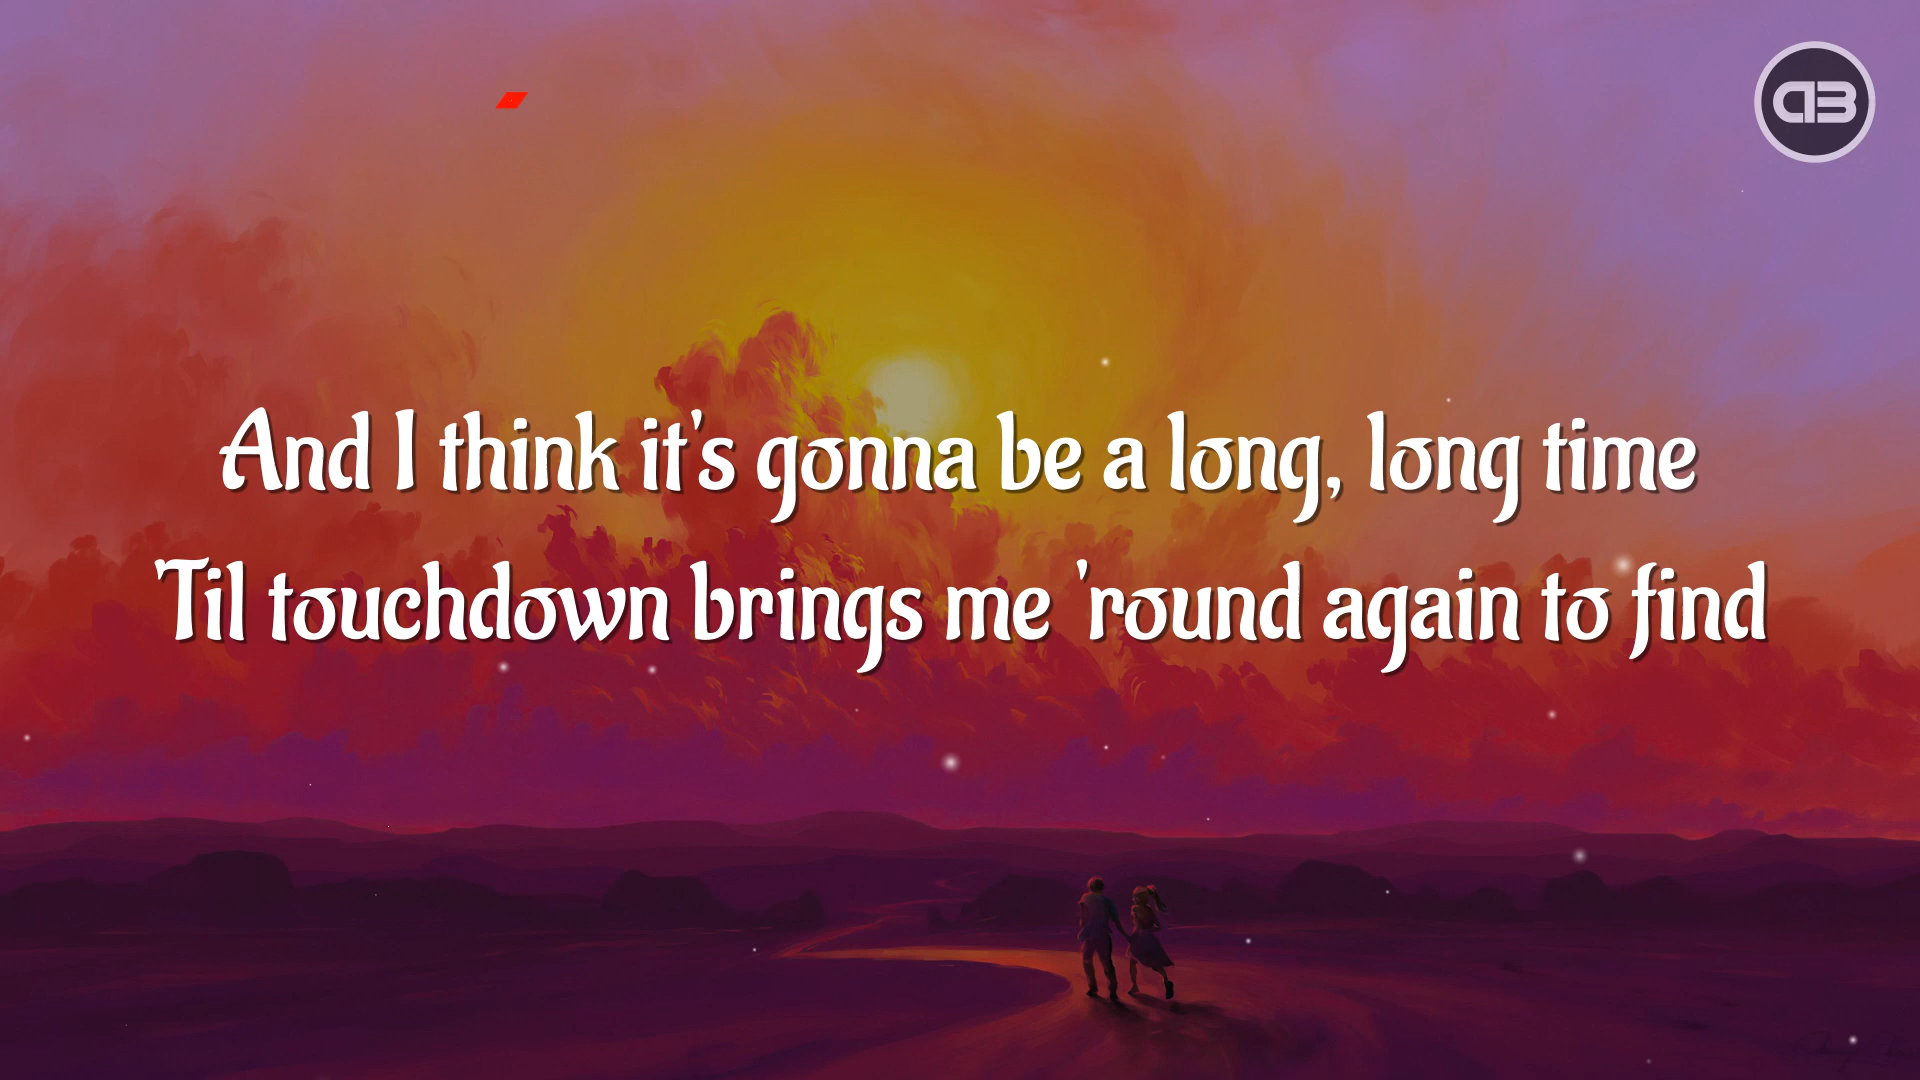 And I think it's gonna be a long, long time
Til touchdown brings me 'round again to find